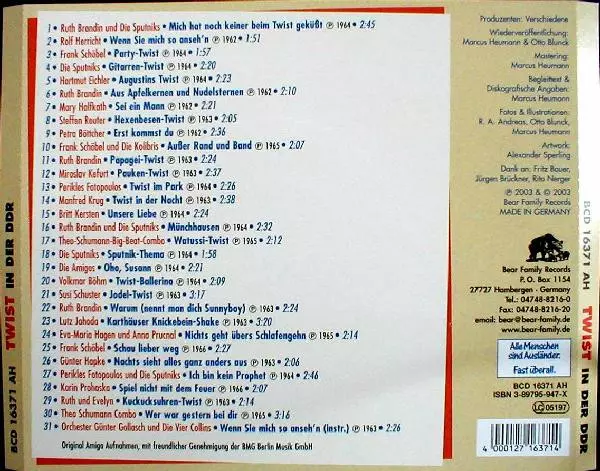 1 • Ruth Brandin und Die Sputniks • Mich hat noch keiner beim Twist geküßt ℗ 1964 • 2:45
2 • Rolf Herricht • Wenn Sie mich so anseh'n ℗ 1962 • 1:51
3 • Frank Schöbel • Party-Twist ℗ 1964 • 1:57
4 • Die Sputniks • Gitarren-Twist ℗ 1964 • 2:20
5 • Hartmut Eichler • Augustins Twist ℗ 1964 • 2:23
6 • Ruth Brandin • Aus Apfelkernen und Nudelsternen ℗ 1962 • 2:10
7 • Mary Halfkath • Sei ein Mann ℗ 1962 • 2:21
8 • Steffen Reuter • Hexenbesen-Twist ℗ 1963 • 2:05
9 • Petra Böttcher • Erst kommst du ℗ 1962 • 2:36
10 • Frank Schöbel und Die Kolibris • Außer Rand und Band ℗ 1965 • 2:07
11 • Ruth Brandin • Papagei-Twist ℗ 1963 • 2:24
12 • Miroslav Kefurt • Pauken-Twist ℗ 1963 • 2:37
13 • Perikles Fotopoulos • Twist im Park ℗ 1964 • 2:26
14 • Manfred Krug • Twist in der Nacht ℗ 1963 • 2:38
15 • Britt Kersten • Unsere Liebe ℗ 1964 • 2:24
16 • Ruth Brandin und Die Sputniks • Münchhausen ℗ 1964 • 2:32
17 • Theo-Schumann-Big-Beat-Combo • Watussi-Twist ℗ 1965 • 2:12
18 • Die Sputniks • Sputnik-Thema ℗ 1964 • 1:58
19 • Die Amigos • Oho, Susann ℗ 1964 • 2:21
20 • Volkmar Böhm • Twist-Ballerina ℗ 1964 • 2:09
21 • Susi Schuster • Jodel-Twist ℗ 1963 • 3:17
22 • Ruth Brandin • Warum (nennt man dich Sunnyboy) ℗ 1963 • 2:24
23 • Lutz Jahoda • Karthäuser Knickebein-Shake ℗ 1963 • 3:20
24 • Eva-Maria Hagen und Anna Prucnal • Nichts geht übers Schlafengehn ℗ 1965 • 2:14
25 • Frank Schöbel • Schau lieber weg ℗ 1966 • 2:27
26 • Günter Hapke • Nachts sieht alles ganz anders aus ℗ 1963 • 2:06
27 • Perikles Fotopoulos und Die Sputniks • Ich bin kein Prophet ℗ 1964 • 2:46
28 • Karin Prohaska • Spiel nicht mit dem Feuer ℗ 1966 • 2:07
29 • Ruth und Evelyn • Kuckucksuhren-Twist ℗ 1963 • 2:14
30 • Theo Schumann Combo • Wer war gestern bei dir ℗ 1965 • 3:16
31 • Orchester Günter Gollasch und Die Vier Collins • Wenn Sie mich so anseh'n (instr.) ℗ 1963 • 2:26
Original Amiga Aufnahmen, mit freundlicher Genehmigung der BMG Berlin Musik GmbH
Produzenten: Verschiedene
Wiederveröffentlichung:
Marcus Heumann & Otto Blunck
Mastering:
Marcus Heumann
Begleittext &
Diskografische Angaben:
Marcus Heumann
Fotos & Illustrationen:
R. A. Andreas, Otto Blunck,
Marcus Heumann
Artwork:
Alexander Sperling
Dank an: Fritz Bauer,
Jürgen Brückner, Rita Nerger
℗ 2003 & © 2003
Bear Family Records
MADE IN GERMANY
Bear Family Records
P. O. Box 1154
27727 Hambergen - Germany
Tel.: 04748-8216-0
Fax.: 04748-8216-20
email: bear@bear-family.de
www.bear-family.de
Alle Menschen
sind Ausländer.
Fast überall.
BCD 16371 AH
ISBN 3-89795-947-X
LC 05197
4 000127 163714
BCD 16371 AH TWIST IN DER DDR
BCD 16371 AH TWIST IN DER DDR